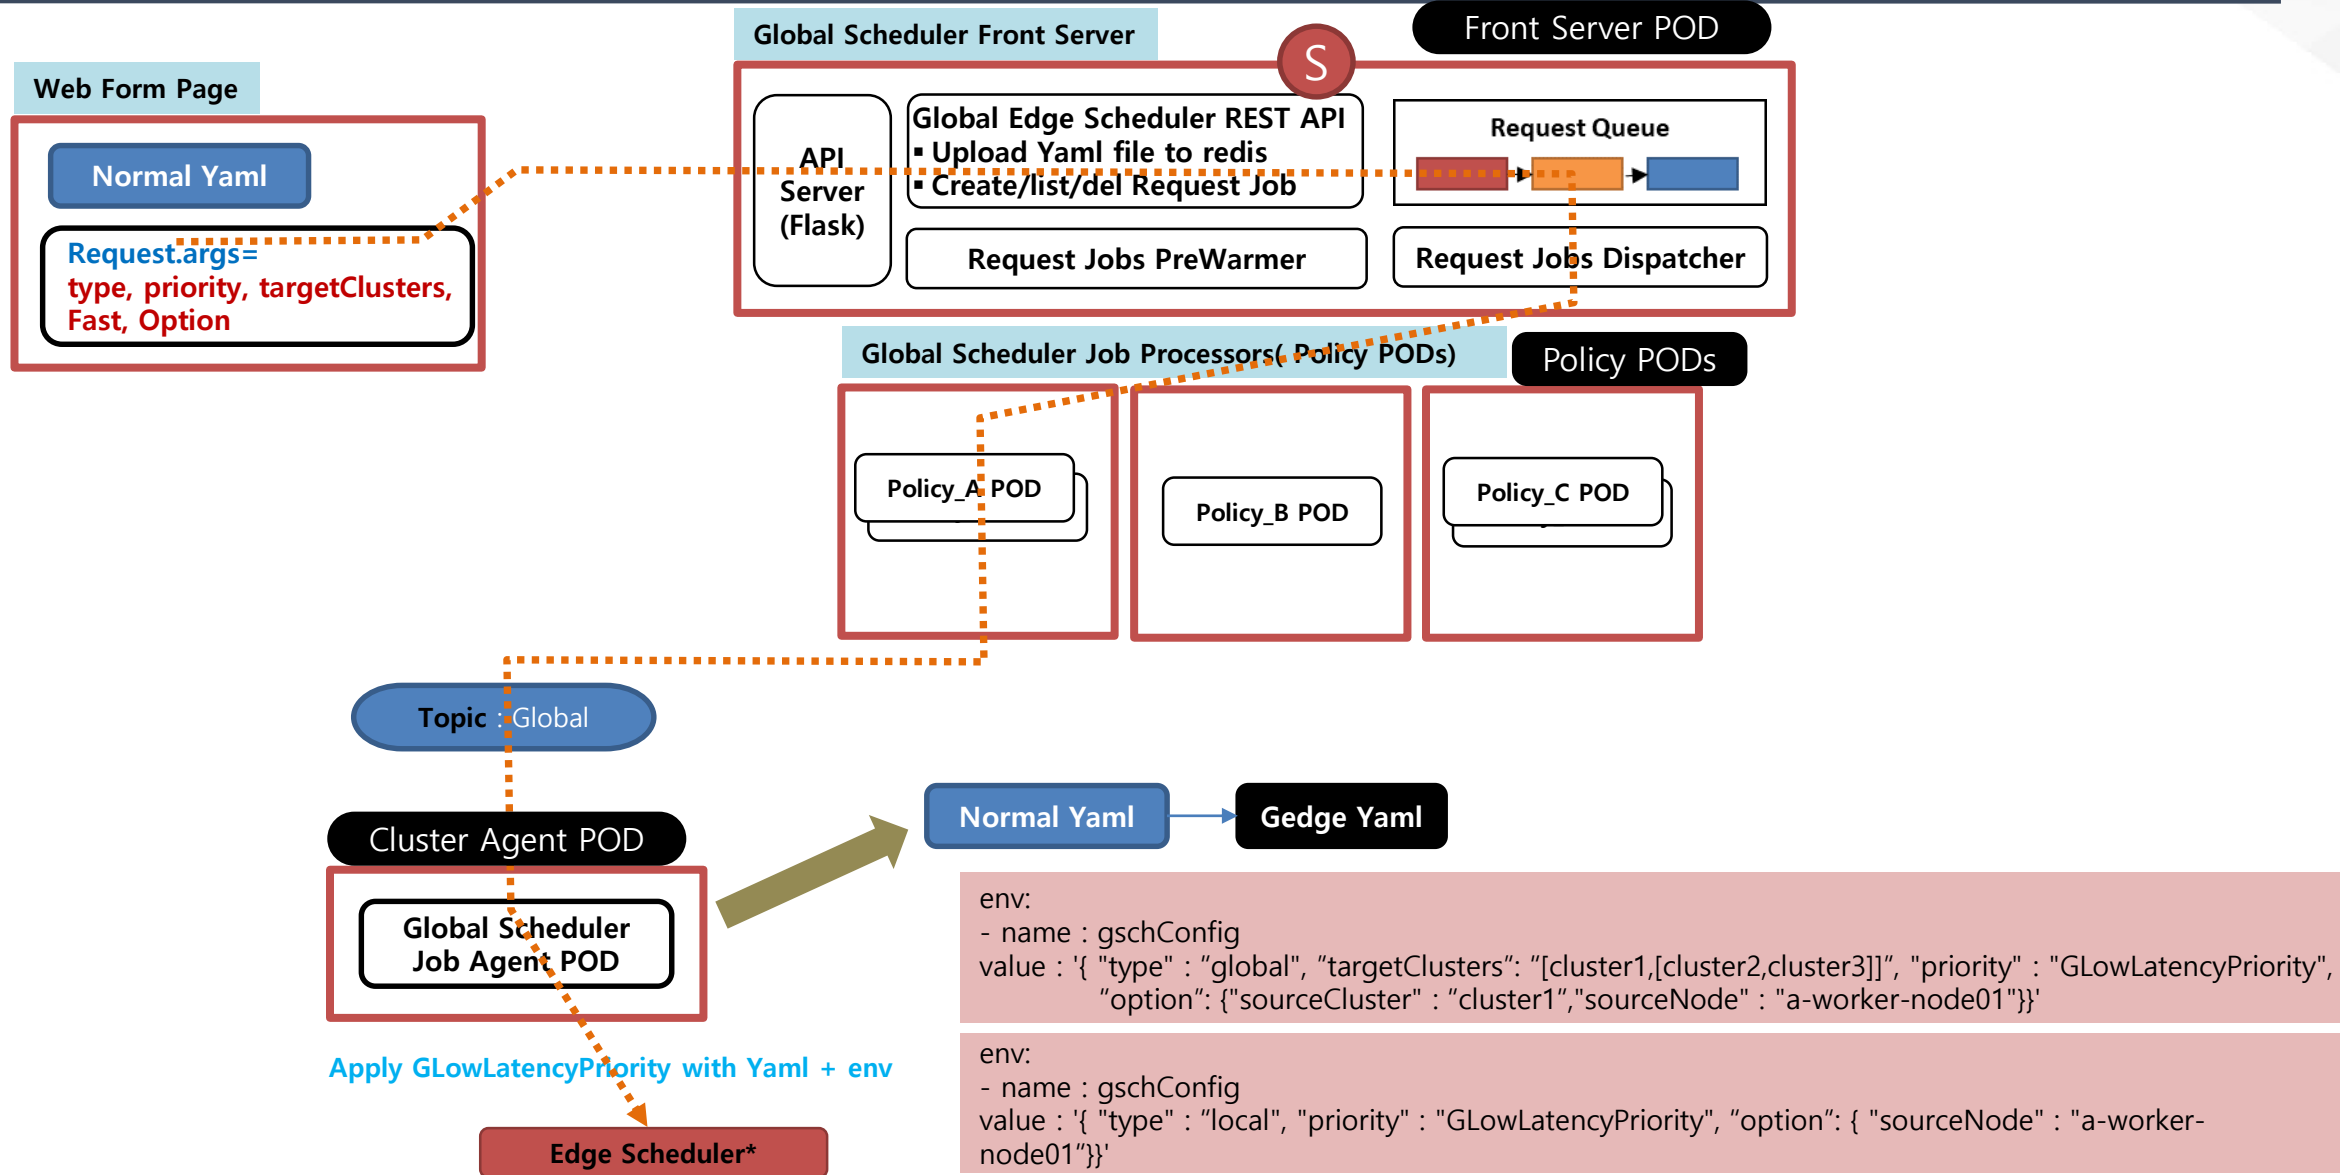 Global Scheduler Front Server
Front Server POD
S
Web Form Page
Normal Yaml
Request.args=
type, priority, targetClusters,
Fast, Option
API
Server
(Flask)
Global Edge Scheduler REST API
▪ Upload Yaml file to redis
▪ Create/list/del Request Job
Request Queue
Request Jobs PreWarmer
Request Jobs Dispatcher
Global Scheduler Job Processors( Policy PODs)
Policy PODs
Policy_A POD
Policy_B POD
Policy_C POD
Topic : Global
Cluster Agent POD
Global Scheduler
Job Agent POD
Normal Yaml
Gedge Yaml
env:
- name : gschConfig
value : '{ "type" : “global", “targetClusters“: “[cluster1,[cluster2,cluster3]]”, "priority" : "GLowLatencyPriority",
“option“: {"sourceCluster" : “cluster1“,"sourceNode" : "a-worker-node01"}}'
Apply GLowLatencyPriority with Yaml + env
env:
- name : gschConfig
value : '{ "type" : “local", "priority" : "GLowLatencyPriority", “option“: { "sourceNode" : "a-worker-
node01“}}'
Edge Scheduler*